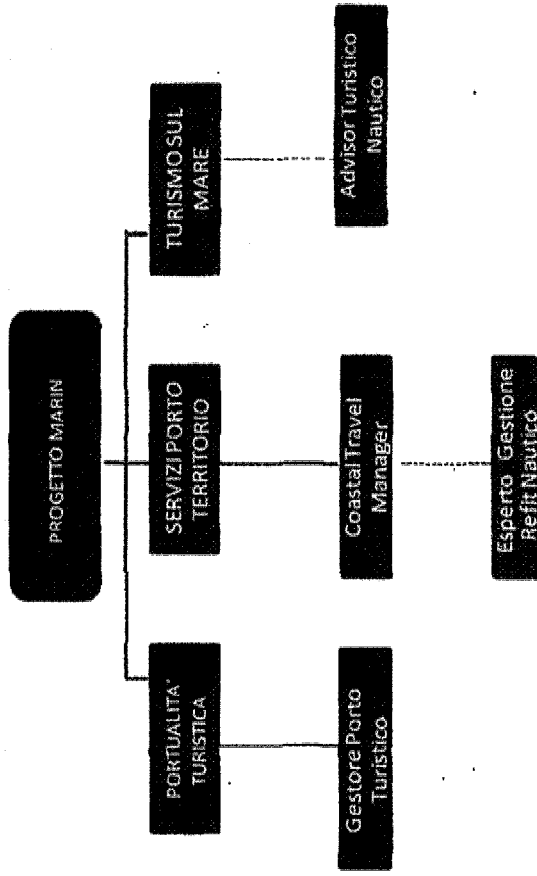 PROGETTO MARIN
PORTUALITA'
TURISTICA
SERVIZI PORTO
TERRITORIO
TURISMO SUL
MARE
Gestore Porto
Turistico
Coastal Travel
Manager
Advisor Turistico
Nautico
Esperto Gestione
Refit Nautico